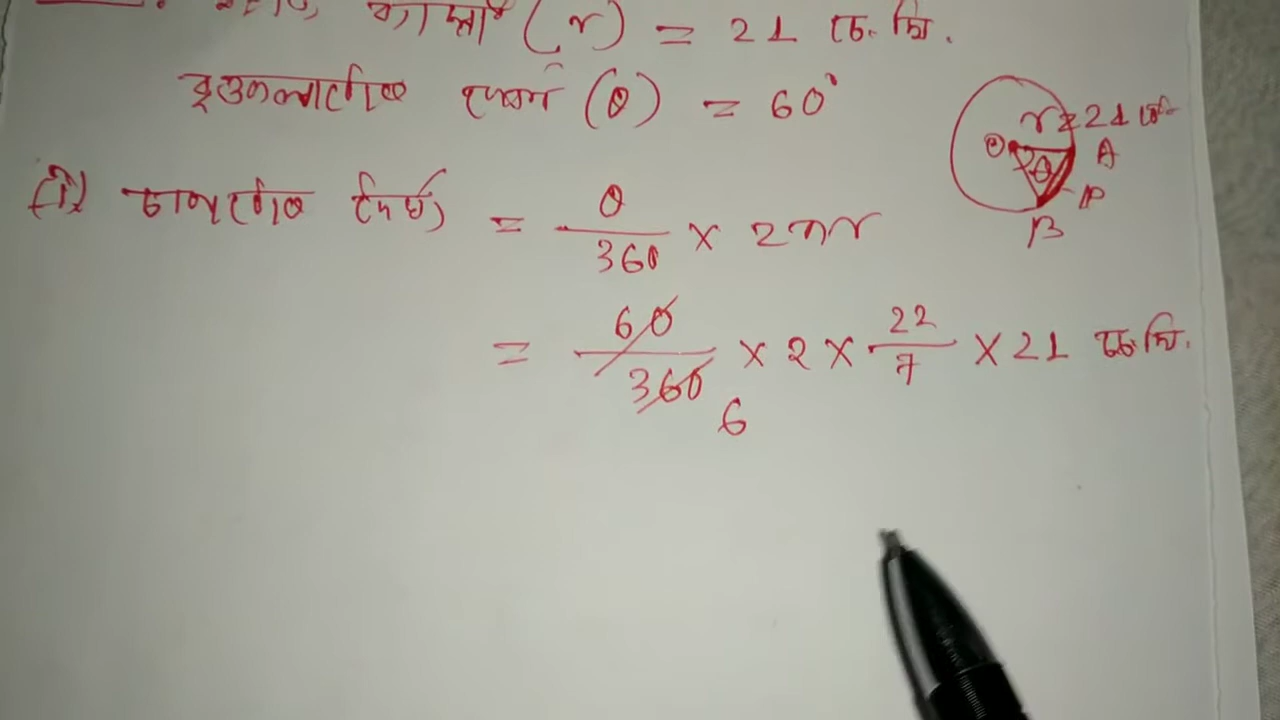 (r) = 21 চে.মি.
বৃত্তকলাটোৰ কোণ (θ) = 60°
r = 21 চেমি
O A
P
B
(i) চাপটোৰ দৈৰ্ঘ্য = θ/360 × 2πr
= 60/360 × 2 × 22/7 × 21 চে.মি.
6